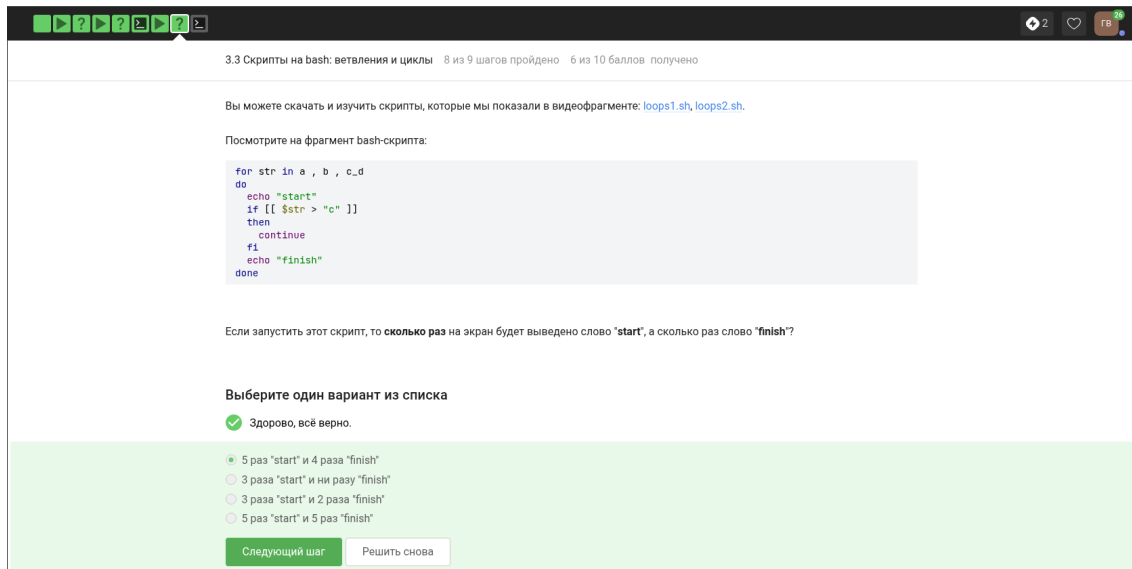 2
ГВ
26
3.3 Скрипты на bash: ветвления и циклы 8 из 9 шагов пройдено 6 из 10 баллов получено
Вы можете скачать и изучить скрипты, которые мы показали в видеофрагменте: loops1.sh, loops2.sh.
Посмотрите на фрагмент bash-скрипта:
for str in a , b , c_d
do
echo "start"
if [[ $str > "c" ]]
then
continue
fi
echo "finish"
done
Если запустить этот скрипт, то сколько раз на экран будет выведено слово "start", а сколько раз слово "finish"?
Выберите один вариант из списка
Здорово, всё верно.
5 раз "start" и 4 раза "finish"
3 раза "start" и ни разу "finish"
3 раза "start" и 2 раза "finish"
5 раз "start" и 5 раз "finish"
Следующий шаг Решить снова